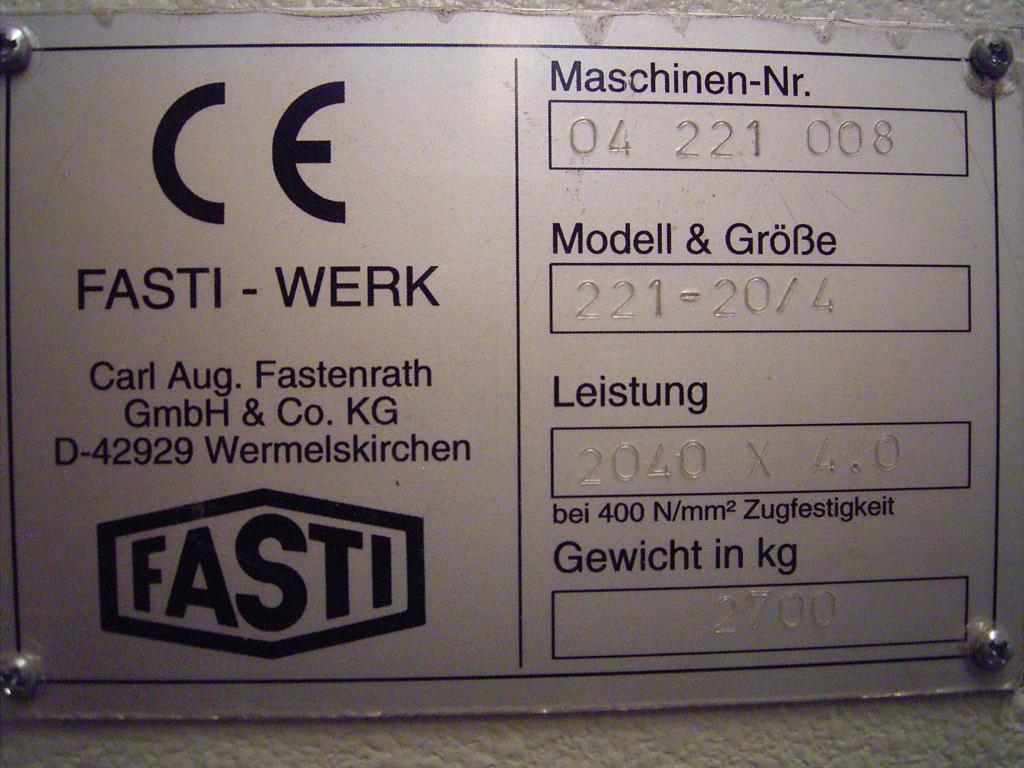 CE
FASTI - WERK
Carl Aug. Fastenrath
GmbH & Co. KG
D-42929 Wermelskirchen
FASTI
Maschinen-Nr.
04 221 008
Modell & Größe
221-20/4
Leistung
2040 X 4.0
bei 400 N/mm² Zugfestigkeit
Gewicht in kg
2700